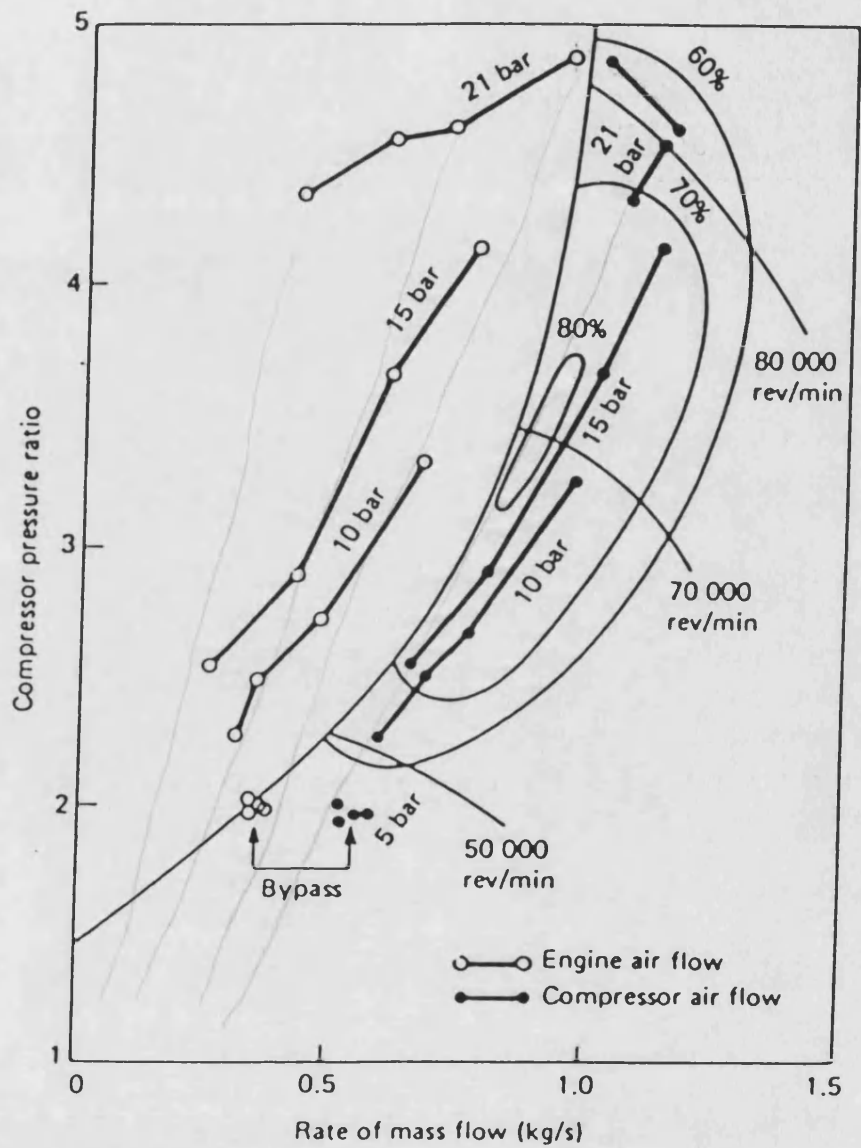 5
4
3
2
1
0
0.5
1.0
1.5
Compressor pressure ratio
Rate of mass flow (kg/s)
21 bar
15 bar
10 bar
60%
21
bar
70%
80%
15 bar
10 bar
80 000
rev/min
70 000
rev/min
5 bar
50 000
rev/min
Bypass
Engine air flow
Compressor air flow